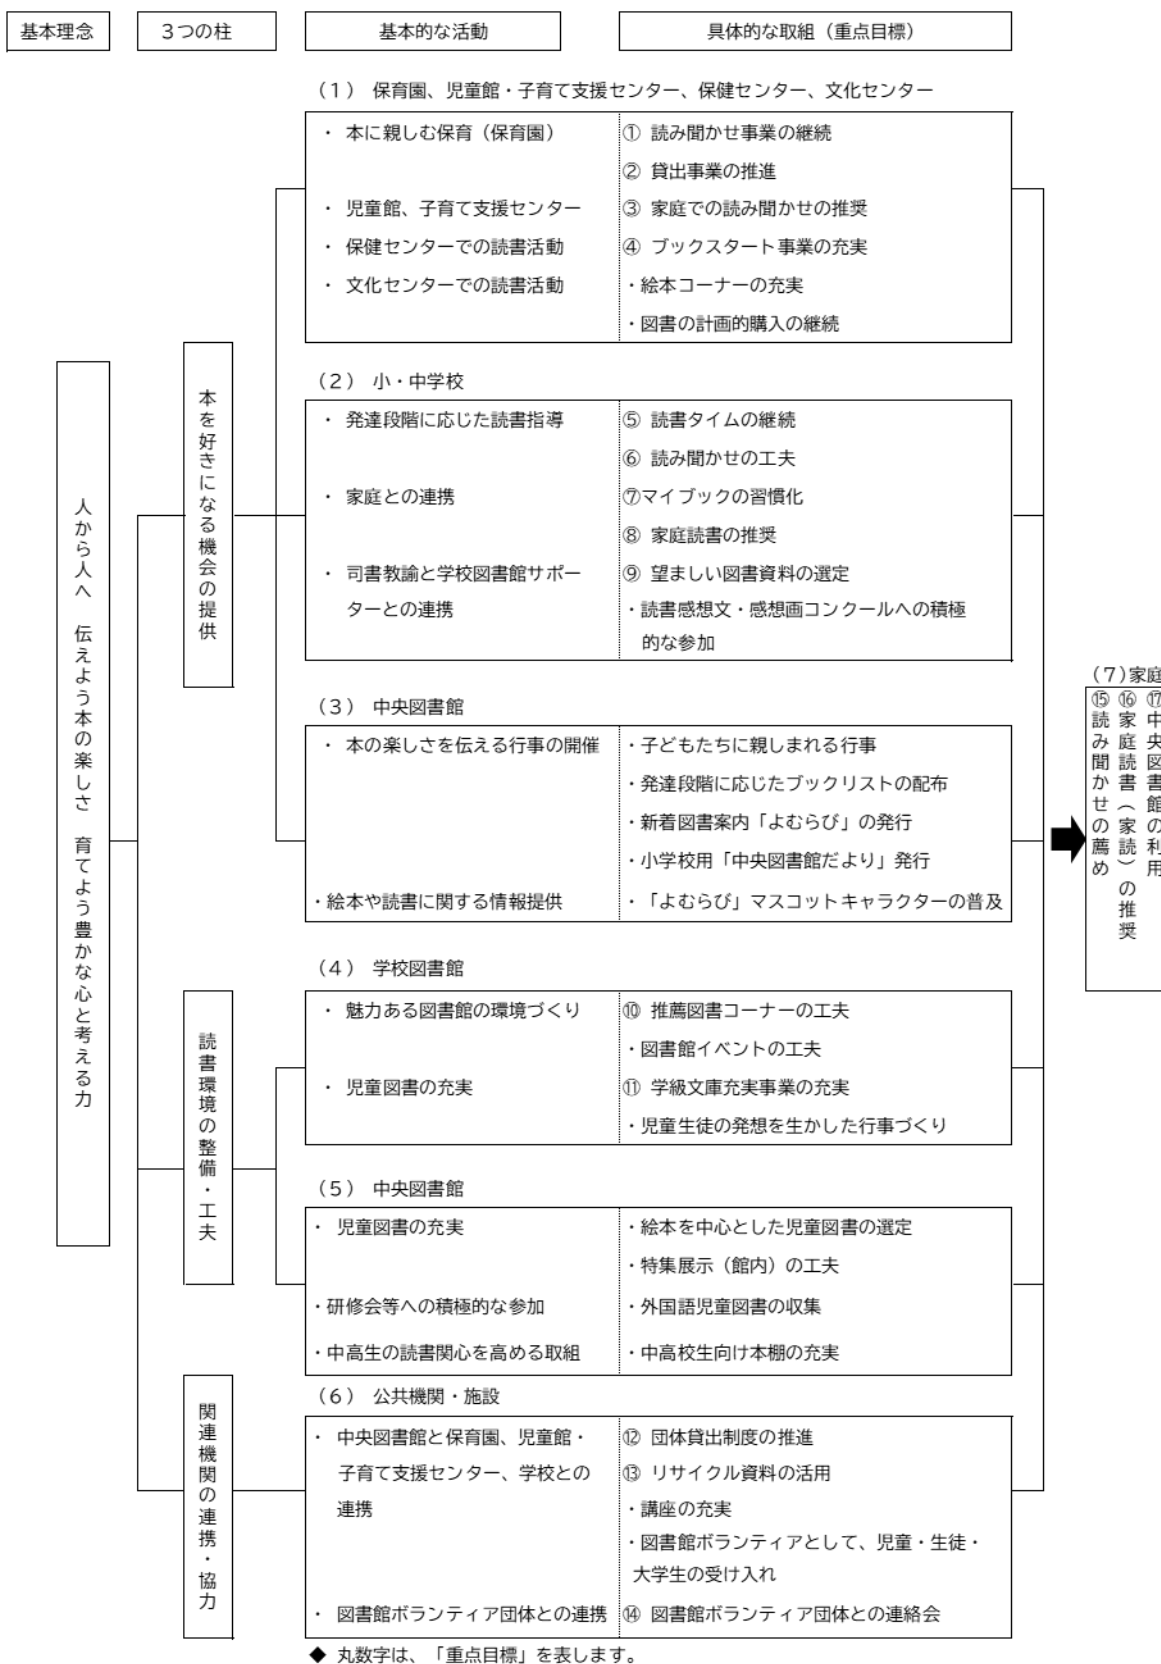 基本理念
３つの柱
基本的な活動
具体的な取組（重点目標）
人から人へ　伝えよう本の楽しさ　育てよう豊かな心と考える力
本を好きになる機会の提供
（１） 保育園、児童館・子育て支援センター、保健センター、文化センター
・ 本に親しむ保育（保育園）
① 読み聞かせ事業の継続
② 貸出事業の推進
・ 児童館、子育て支援センター
③ 家庭での読み聞かせの推奨
・ 保健センターでの読書活動
④ ブックスタート事業の充実
・ 文化センターでの読書活動
・絵本コーナーの充実
・図書の計画的購入の継続
（２） 小・中学校
・ 発達段階に応じた読書指導
⑤ 読書タイムの継続
⑥ 読み聞かせの工夫
・ 家庭との連携
⑦マイブックの習慣化
⑧ 家庭読書の推奨
・ 司書教諭と学校図書館サポー
ターとの連携
⑨ 望ましい図書資料の選定
・読書感想文・感想画コンクールへの積極
的な参加
（３） 中央図書館
・ 本の楽しさを伝える行事の開催
・子どもたちに親しまれる行事
・発達段階に応じたブックリストの配布
・新着図書案内「よむらび」の発行
・小学校用「中央図書館だより」発行
・絵本や読書に関する情報提供
・「よむらび」マスコットキャラクターの普及
読書環境の整備・工夫
（４） 学校図書館
・ 魅力ある図書館の環境づくり
⑩ 推薦図書コーナーの工夫
・図書館イベントの工夫
・ 児童図書の充実
⑪ 学級文庫充実事業の充実
・児童生徒の発想を生かした行事づくり
（５） 中央図書館
・ 児童図書の充実
・絵本を中心とした児童図書の選定
・特集展示（館内）の工夫
・研修会等への積極的な参加
・外国語児童図書の収集
・中高生の読書関心を高める取組
・中高校生向け本棚の充実
関連機関の連携・協力
（６） 公共機関・施設
・ 中央図書館と保育園、児童館・
子育て支援センター、学校との
連携
⑫ 団体貸出制度の推進
⑬ リサイクル資料の活用
・講座の充実
・図書館ボランティアとして、児童・生徒・
大学生の受け入れ
・ 図書館ボランティア団体との連携
⑭ 図書館ボランティア団体との連絡会
（７）家庭
⑰中央図書館の利用
⑯家庭読書（家読）の推奨
⑮読み聞かせの薦め
◆ 丸数字は、「重点目標」を表します。